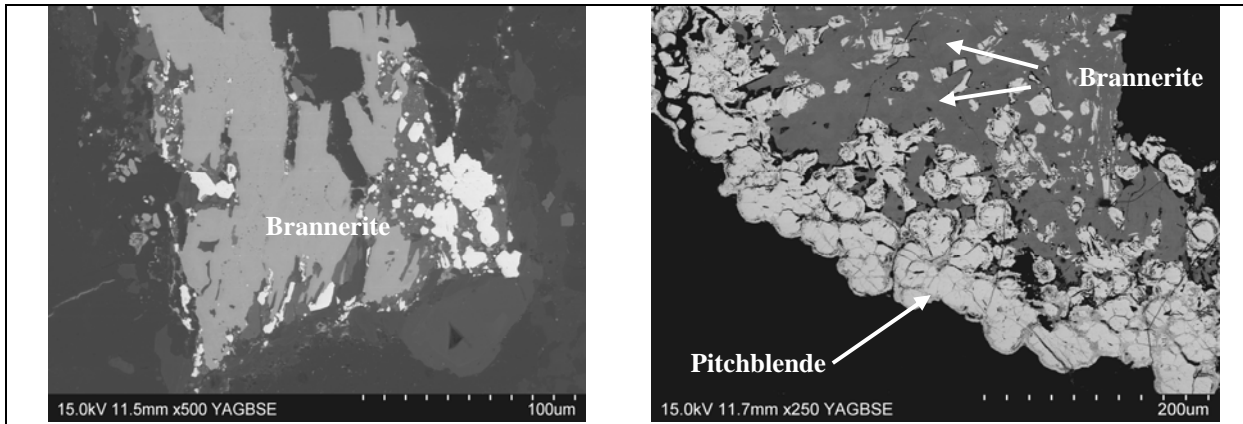 Brannerite
15.0kV 11.5mm x500 YAGBSE
100um
Brannerite
Pitchblende
15.0kV 11.7mm x250 YAGBSE
200um